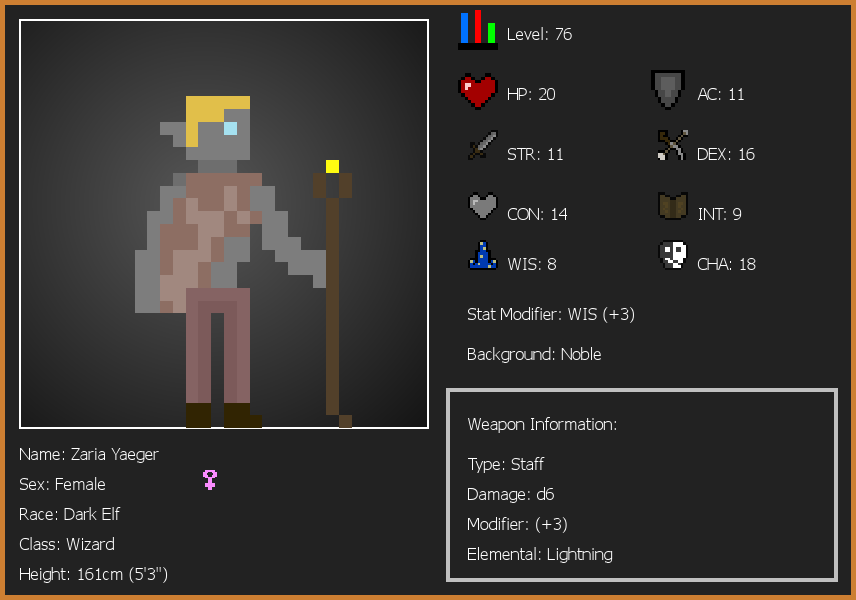 Level: 76
HP: 20
AC: 11
STR: 11
DEX: 16
CON: 14
INT: 9
WIS: 8
CHA: 18
Stat Modifier: WIS (+3)
Background: Noble
Weapon Information:
Type: Staff
Damage: d6
Modifier: (+3)
Elemental: Lightning
Name: Zaria Yaeger
Sex: Female
Race: Dark Elf
Class: Wizard
Height: 161cm (5'3")